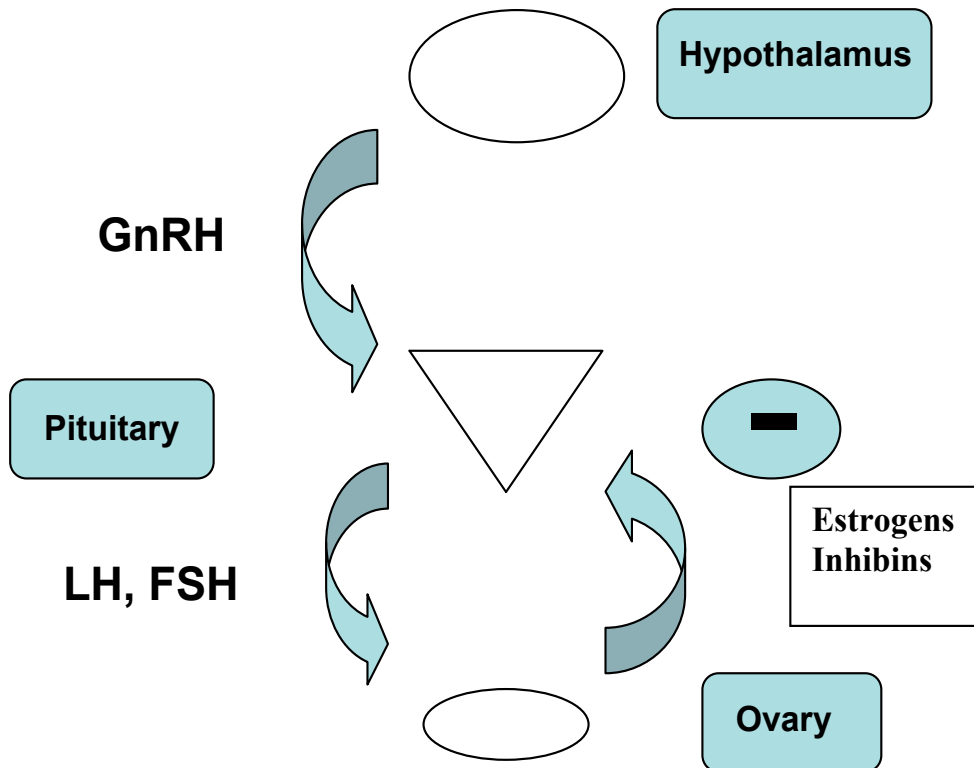 Hypothalamus
GnRH
Pituitary
Estrogens
Inhibins
LH, FSH
Ovary